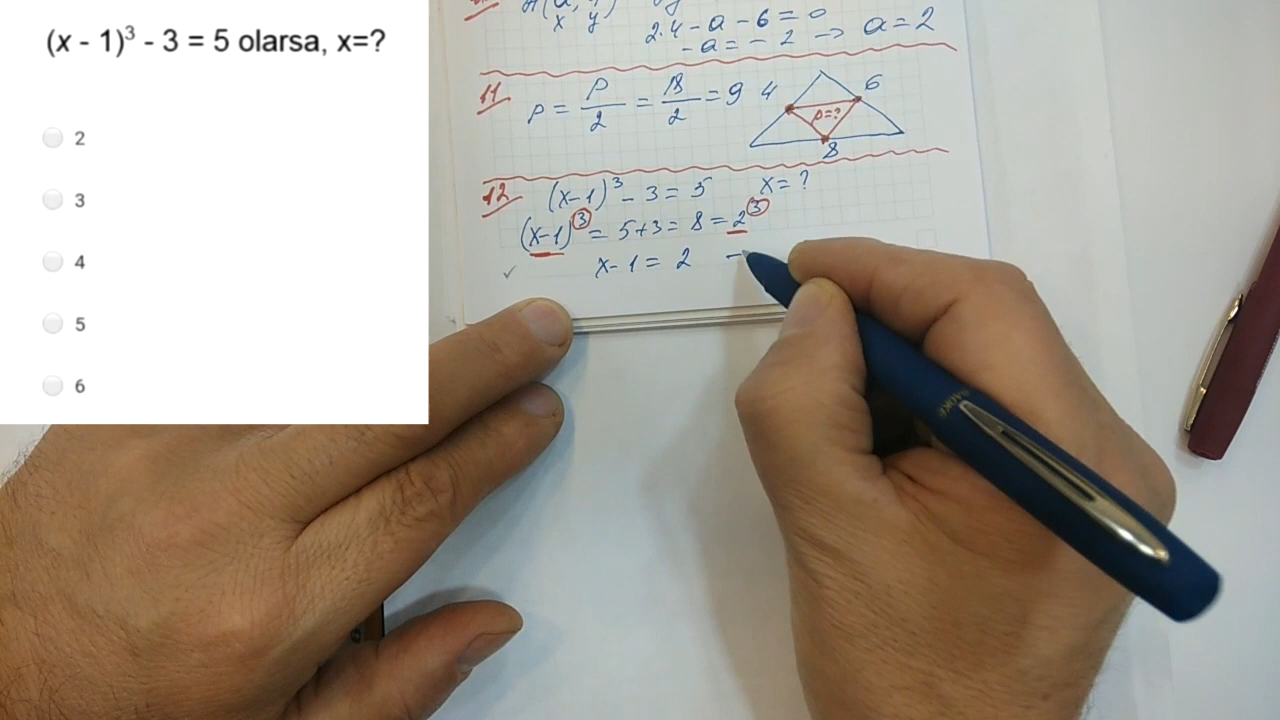 (x - 1)³ - 3 = 5 olarsa, x=?
2
3
4
5
6
x y
2·4 - a - 6 = 0
-a = -2 → a = 2
11
p = P/2 = 18/2 = 9
4
6
p=?
8
12
(x-1)³ - 3 = 5 x = ?
(x-1)³ = 5+3 = 8 = 2³
x - 1 = 2